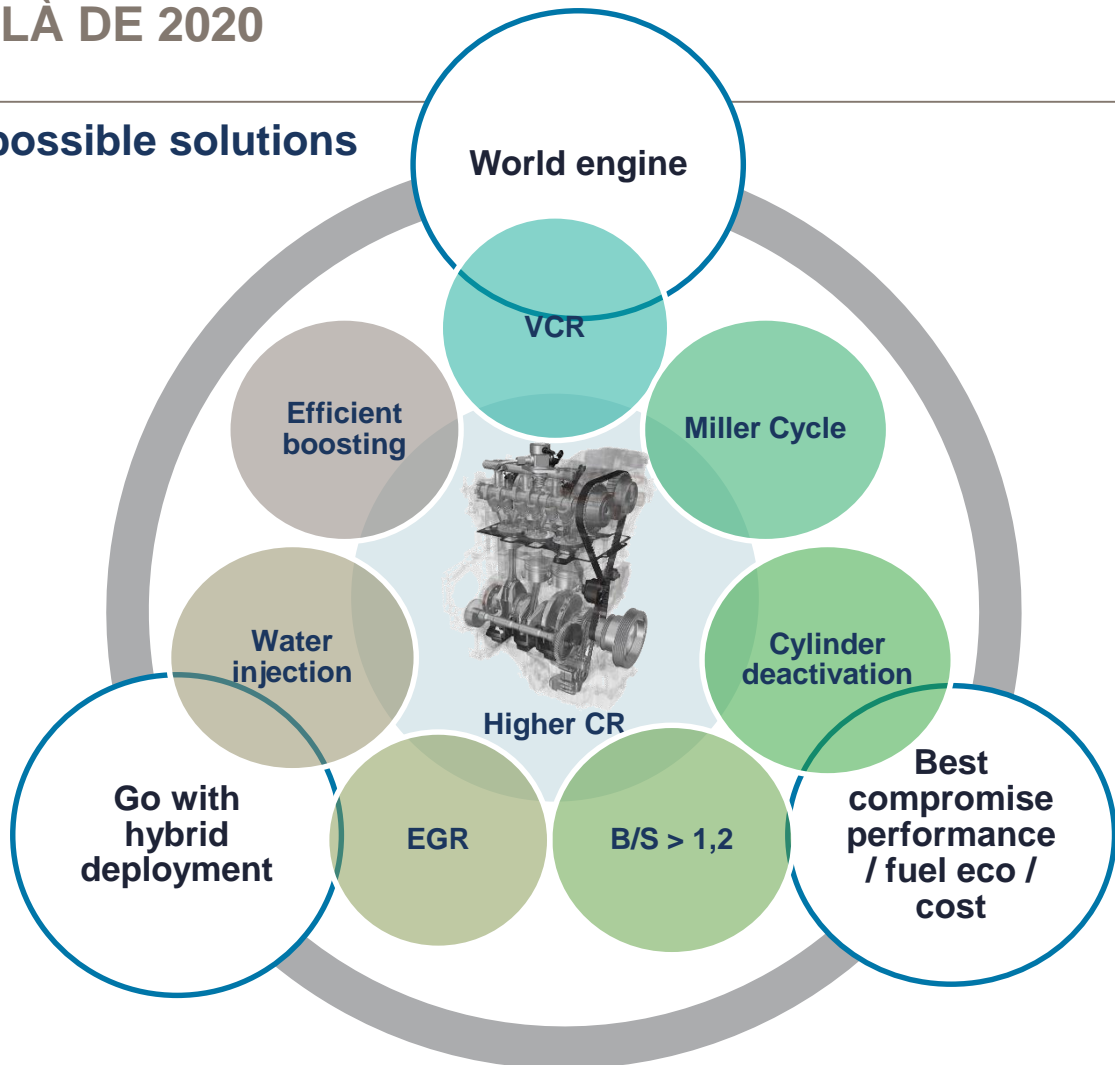 LÀ DE 2020
possible solutions
World engine
VCR
Efficient
boosting
Miller Cycle
Water
injection
Cylinder
deactivation
Higher CR
Go with
hybrid
deployment
EGR
B/S > 1,2
Best
compromise
performance
/ fuel eco /
cost